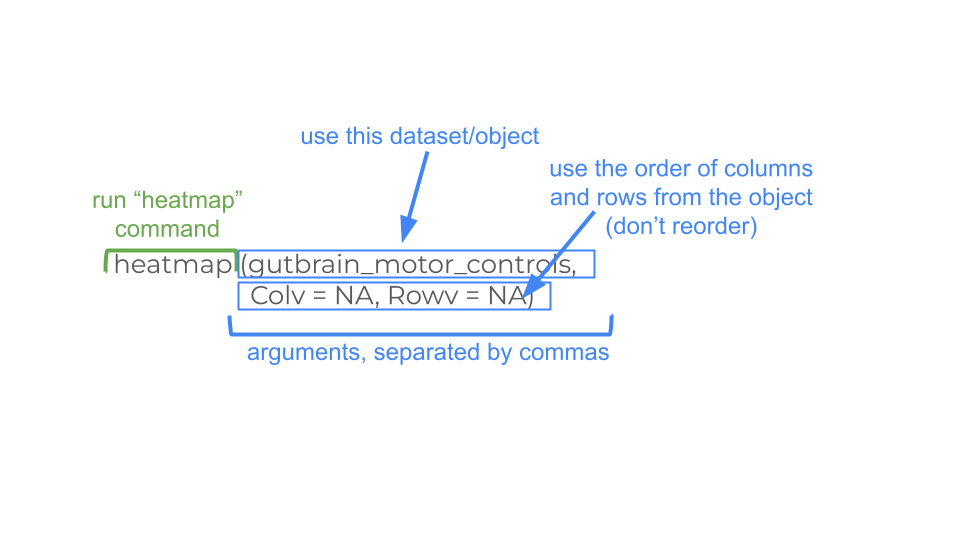 use this dataset/object
use the order of columns
and rows from the object
(don’t reorder)
run “heatmap”
command
heatmap (gutbrain_motor_controls,
Colv = NA, Rowv = NA)
arguments, separated by commas